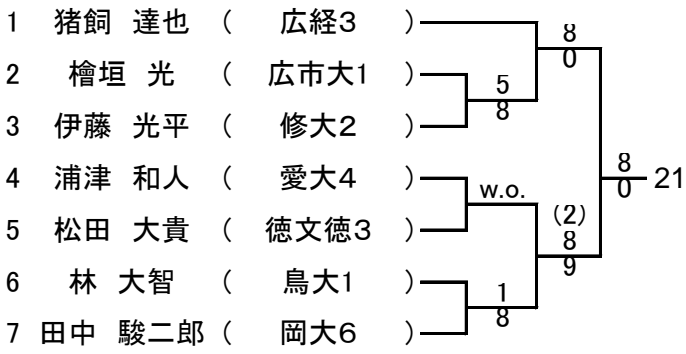 1 猪飼 達也 ( 広経3 )
8
0
2 檜垣 光 ( 広市大1 )
5
8
3 伊藤 光平 ( 修大2 )
8
0
21
4 浦津 和人 ( 愛大4 )
w.o.
(2)
8
9
5 松田 大貴 ( 徳文徳3 )
6 林 大智 ( 鳥大1 )
1
8
7 田中 駿二郎 ( 岡大6 )